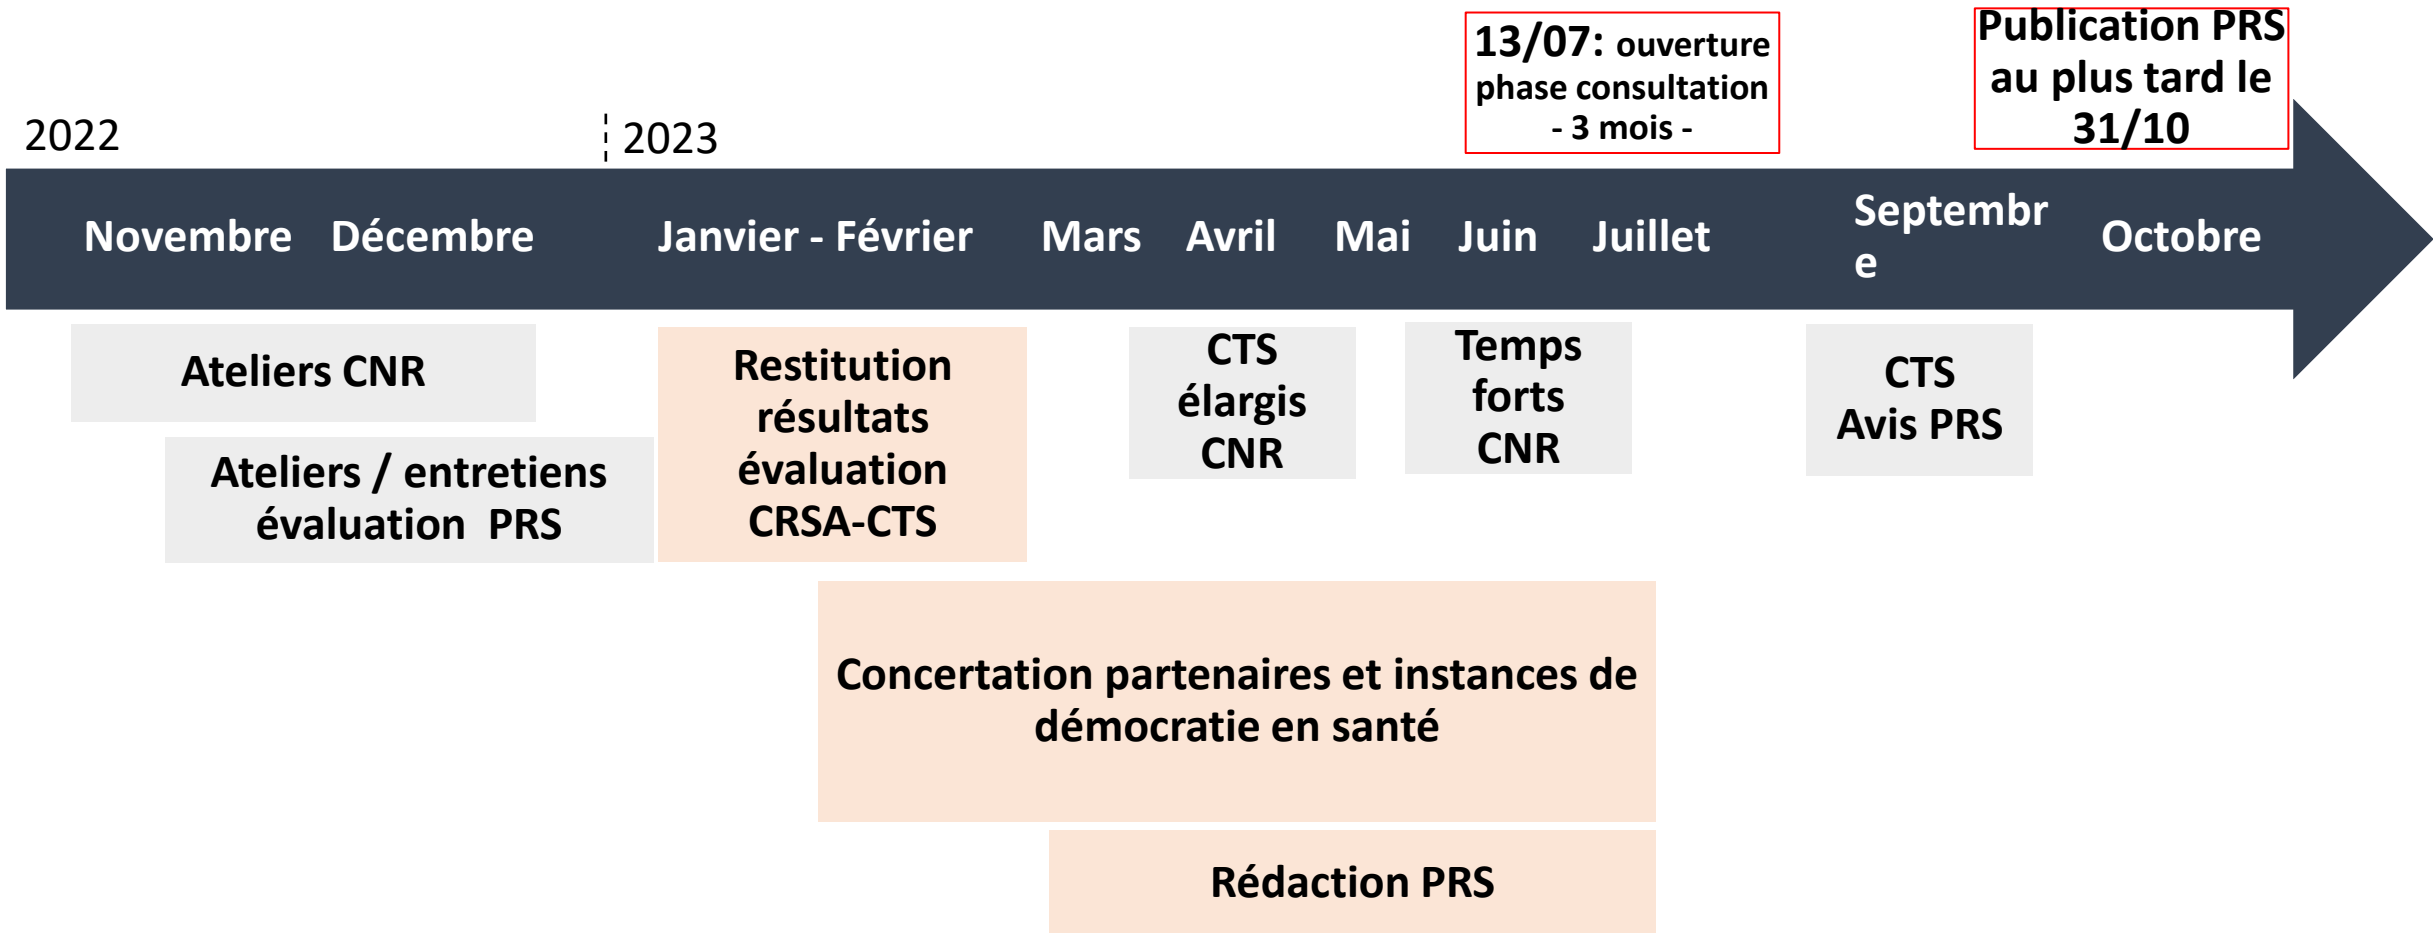 13/07: ouverture
phase consultation
- 3 mois -
Publication PRS
au plus tard le
31/10
2022
2023
Novembre
Décembre
Janvier - Février
Mars
Avril
Mai
Juin
Juillet
Septembr
e
Octobre
Ateliers CNR
Ateliers / entretiens
évaluation PRS
Restitution
résultats
évaluation
CRSA-CTS
CTS
élargis
CNR
Temps
forts
CNR
CTS
Avis PRS
Concertation partenaires et instances de
démocratie en santé
Rédaction PRS